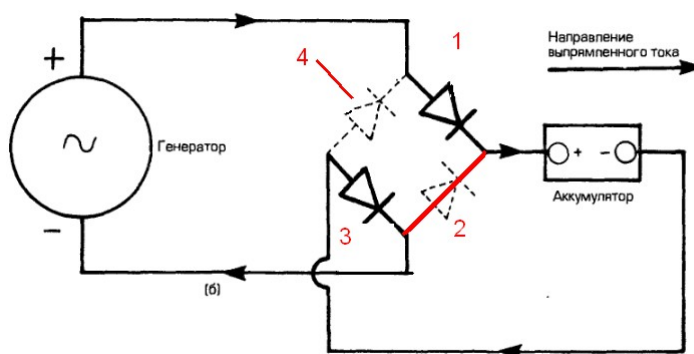 1
Направление
выпрямленного тока
4
+
Генератор
+ −
Аккумулятор
3
2
−
(б)